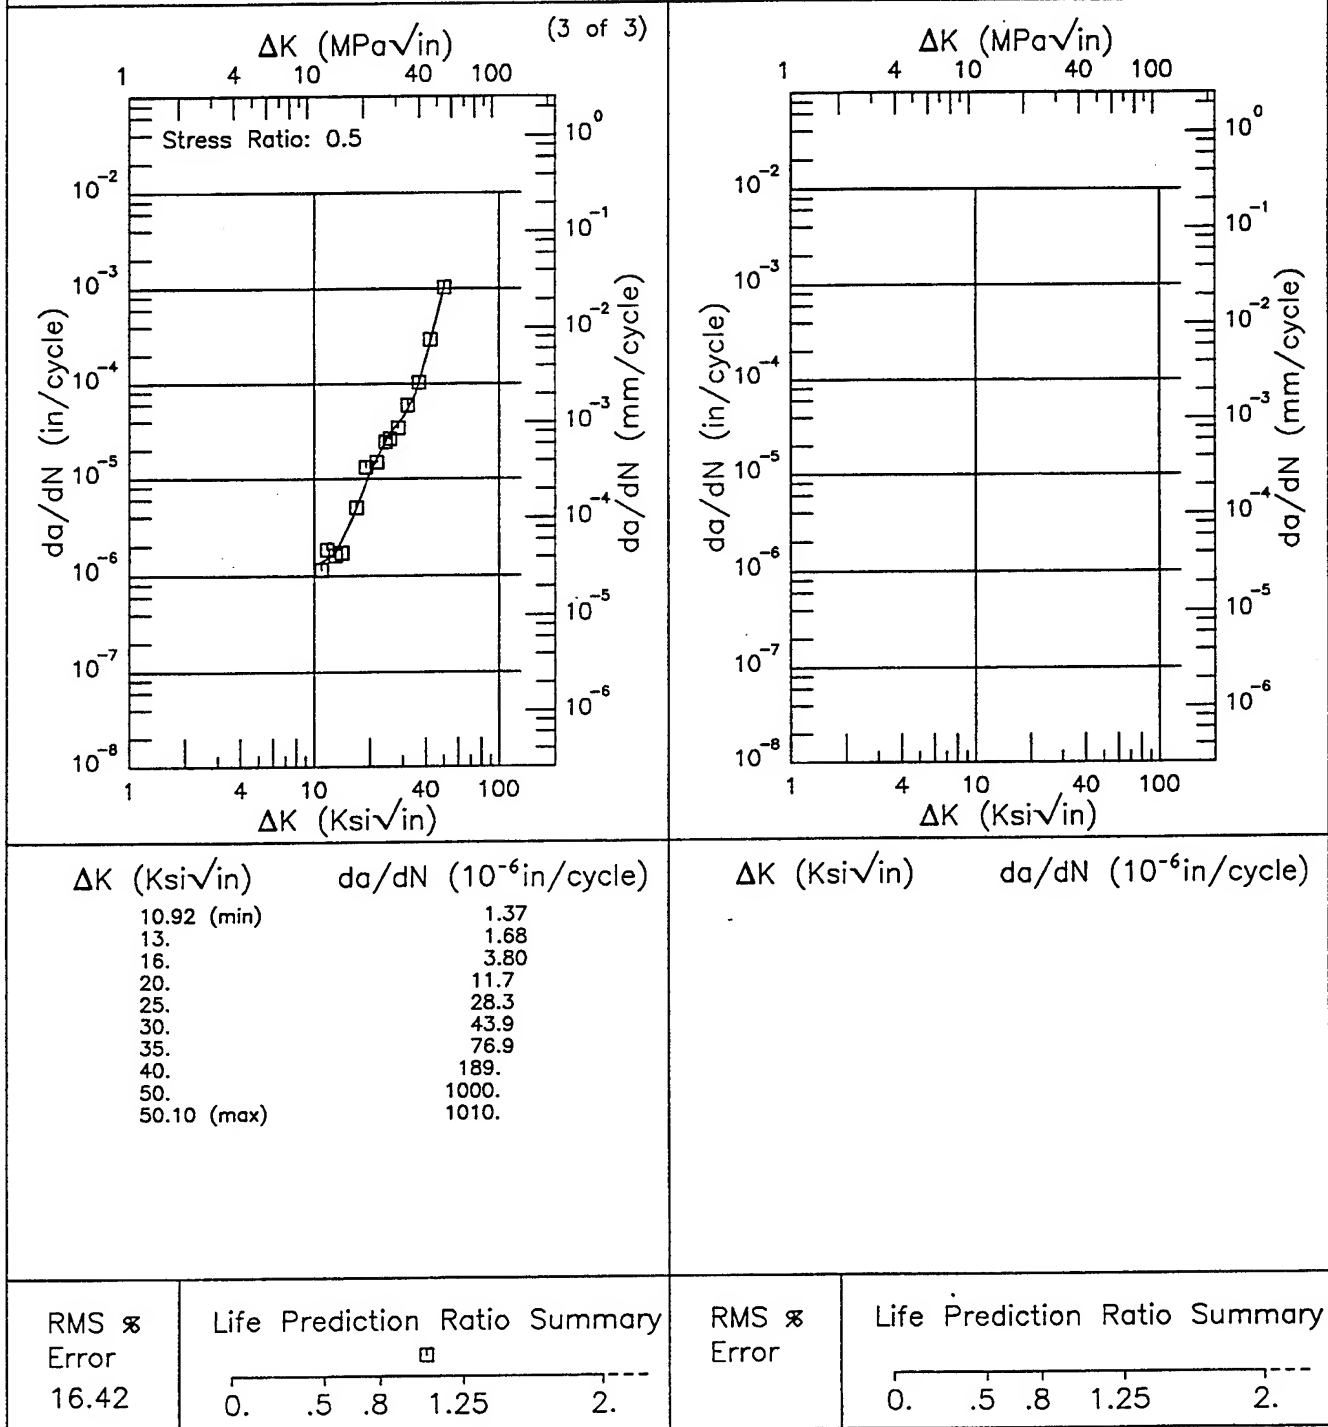 (3 of 3)
ΔK (MPa√in)
1 4 10 40 100
Stress Ratio: 0.5
da/dN (in/cycle)
10⁻²
10⁻³
10⁻⁴
10⁻⁵
10⁻⁶
10⁻⁷
10⁻⁸
da/dN (mm/cycle)
10⁰
10⁻¹
10⁻²
10⁻³
10⁻⁴
10⁻⁵
10⁻⁶
1 4 10 40 100
ΔK (Ksi√in)
ΔK (MPa√in)
1 4 10 40 100
da/dN (in/cycle)
10⁻²
10⁻³
10⁻⁴
10⁻⁵
10⁻⁶
10⁻⁷
10⁻⁸
da/dN (mm/cycle)
10⁰
10⁻¹
10⁻²
10⁻³
10⁻⁴
10⁻⁵
10⁻⁶
1 4 10 40 100
ΔK (Ksi√in)
ΔK (Ksi√in) da/dN (10⁻⁶in/cycle)
10.92 (min) 1.37
13. 1.68
16. 3.80
20. 11.7
25. 28.3
30. 43.9
35. 76.9
40. 189.
50. 1000.
50.10 (max) 1010.
ΔK (Ksi√in) da/dN (10⁻⁶in/cycle)
RMS %
Error
16.42
Life Prediction Ratio Summary
0. .5 .8 1.25 2.
RMS %
Error
Life Prediction Ratio Summary
0. .5 .8 1.25 2.